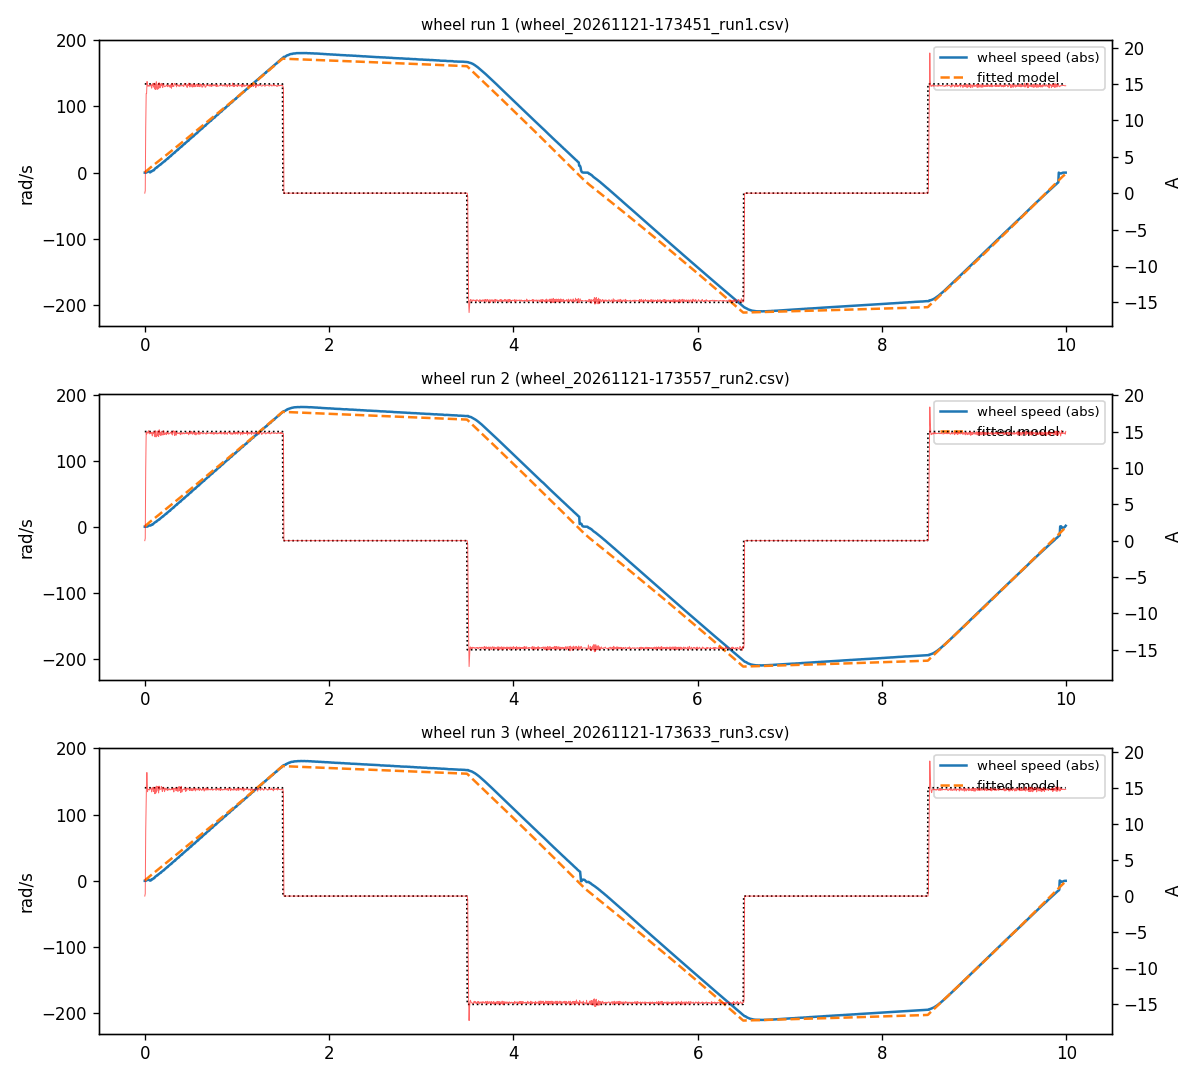 wheel run 1 (wheel_20261121-173451_run1.csv)
200
100
0
−100
−200
rad/s
wheel speed (abs)
fitted model
20
15
10
5
0
−5
−10
−15
A
0 2 4 6 8 10
wheel run 2 (wheel_20261121-173557_run2.csv)
200
100
0
−100
−200
rad/s
wheel speed (abs)
fitted model
20
15
10
5
0
−5
−10
−15
A
0 2 4 6 8 10
wheel run 3 (wheel_20261121-173633_run3.csv)
200
100
0
−100
−200
rad/s
wheel speed (abs)
fitted model
20
15
10
5
0
−5
−10
−15
A
0 2 4 6 8 10